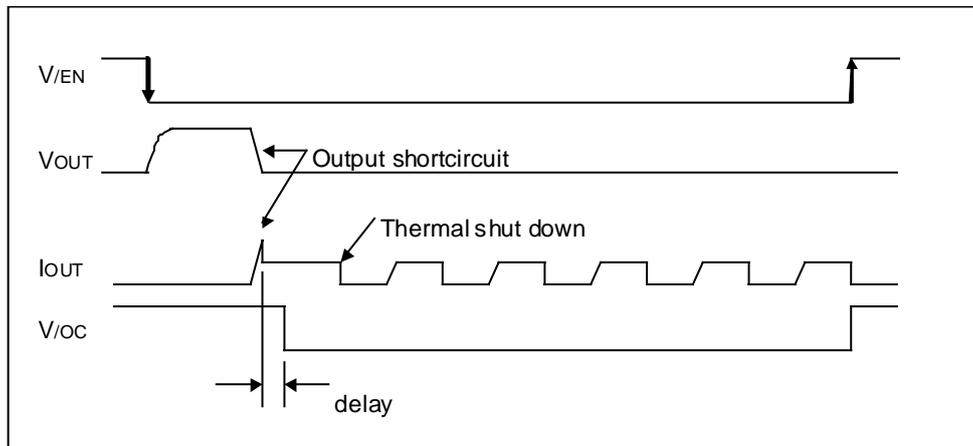 V/EN
VOUT
Output shortcircuit
Thermal shut down
IOUT
V/OC
delay